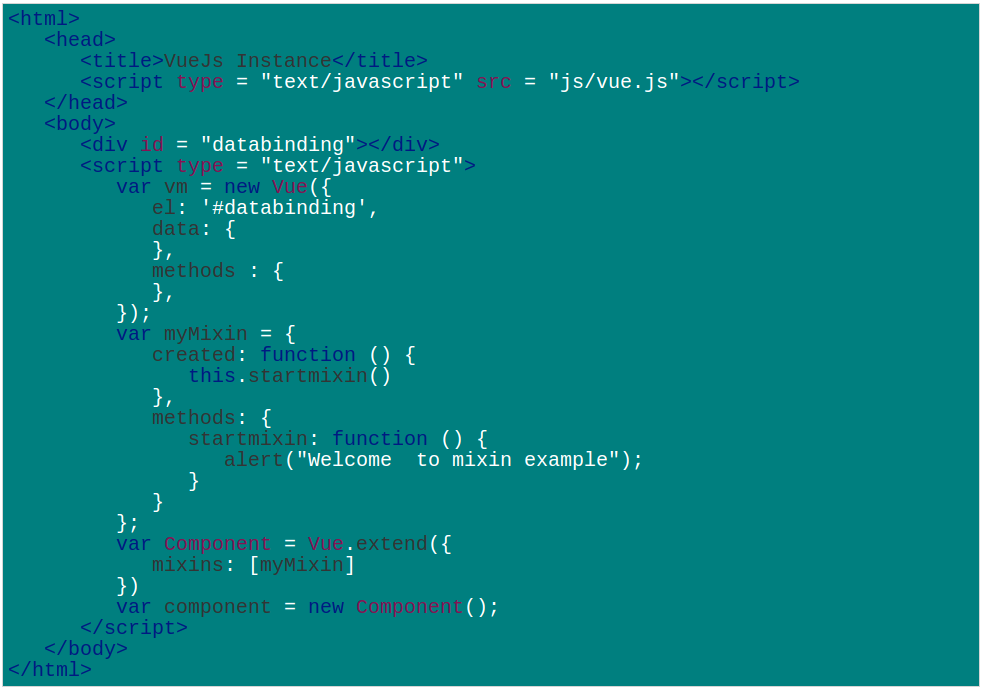 <html>
   <head>
      <title>VueJs Instance</title>
      <script type = "text/javascript" src = "js/vue.js"></script>
   </head>
   <body>
      <div id = "databinding"></div>
      <script type = "text/javascript">
         var vm = new Vue({
            el: '#databinding',
            data: {
            },
            methods : {
            },
         });
         var myMixin = {
            created: function () {
               this.startmixin()
            },
            methods: {
               startmixin: function () {
                  alert("Welcome  to mixin example");
               }
            }
         };
         var Component = Vue.extend({
            mixins: [myMixin]
         })
         var component = new Component();
      </script>
   </body>
</html>